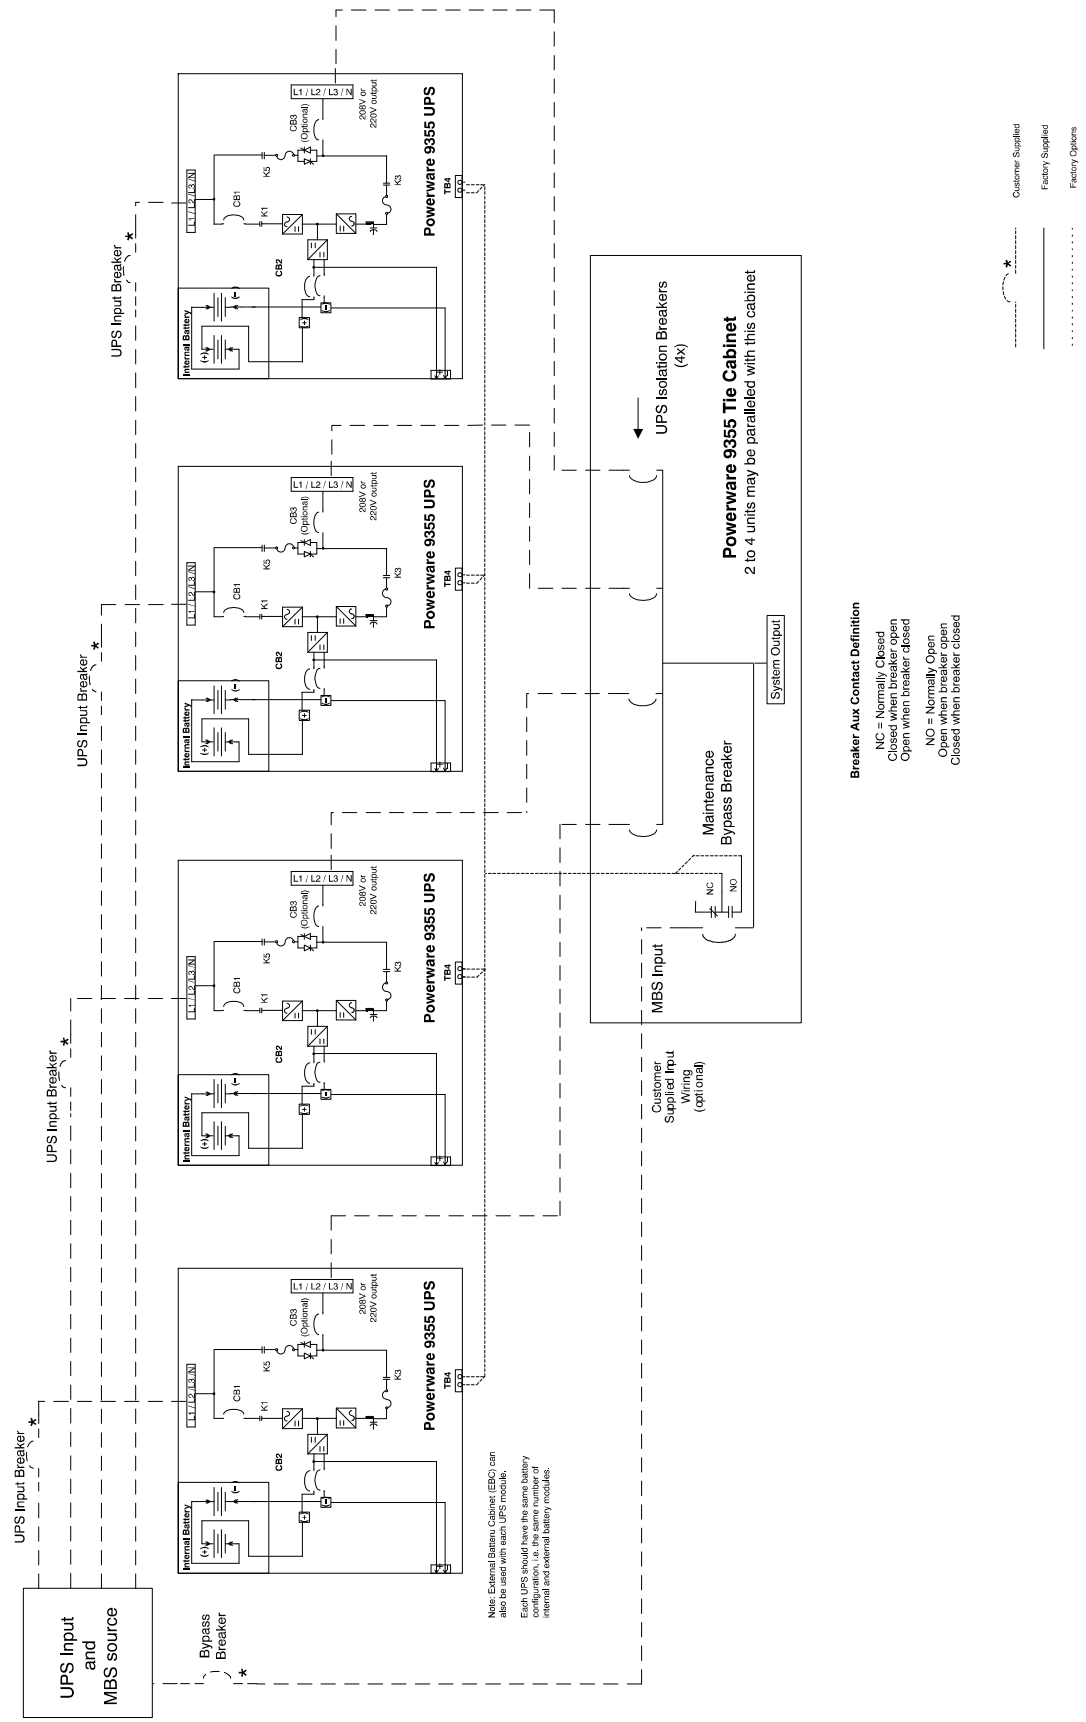 UPS Input
and
MBS source
Bypass
Breaker
*
UPS Input Breaker
*
UPS Input Breaker
*
UPS Input Breaker
*
UPS Input Breaker
*
Internal Battery
(+)
(-)
+
-
CB2
L1 / L2 / L3 / N
CB1
K1
K5
CB3
(Optional)
L1 / L2 / L3 / N
208V or
220V output
K3
Powerware 9355 UPS
TB4
Internal Battery
(+)
(-)
+
-
CB2
L1 / L2 / L3 / N
CB1
K1
K5
CB3
(Optional)
L1 / L2 / L3 / N
208V or
220V output
K3
Powerware 9355 UPS
TB4
Internal Battery
(+)
(-)
+
-
CB2
L1 / L2 / L3 / N
CB1
K1
K5
CB3
(Optional)
L1 / L2 / L3 / N
208V or
220V output
K3
Powerware 9355 UPS
TB4
Internal Battery
(+)
(-)
+
-
CB2
L1 / L2 / L3 / N
CB1
K1
K5
CB3
(Optional)
L1 / L2 / L3 / N
208V or
220V output
K3
Powerware 9355 UPS
TB4
Note: External Batteru Cabinet (EBC) can
also be used with each UPS module.
Each UPS should have the same battery
configuration, i.e. the same number of
internal and external battery modules.
Customer
Supplied Input
Wiring
(optional)
MBS Input
NC
NO
Maintenance
Bypass Breaker
UPS Isolation Breakers
(4x)
Powerware 9355 Tie Cabinet
2 to 4 units may be paralleled with this cabinet
System Output
Breaker Aux Contact Definition
NC = Normally Closed
Closed when breaker open
Open when breaker closed
NO = Normally Open
Open when breaker open
Closed when breaker closed
*
Customer Supplied
Factory Supplied
Factory Options